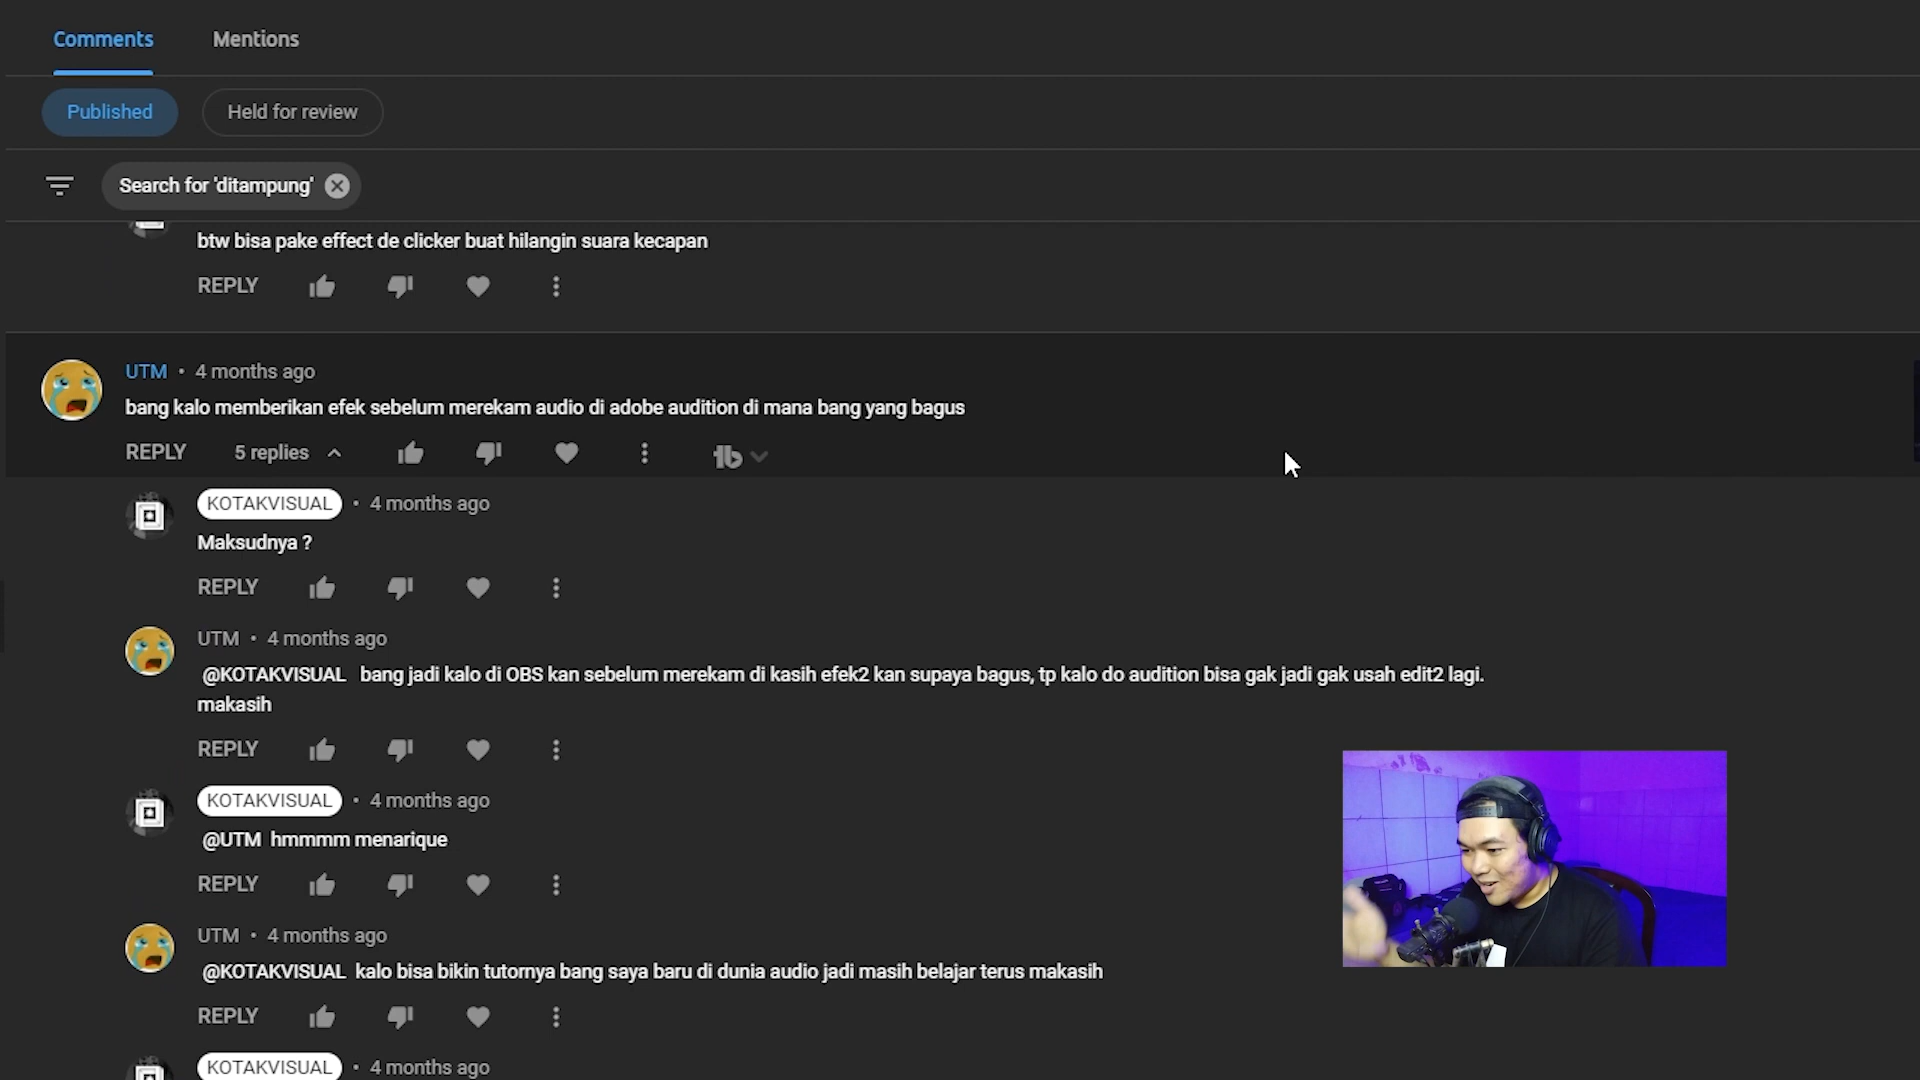 Comments
Mentions
Published
Held for review
Search for 'ditampung'
btw bisa pake effect de clicker buat hilangin suara kecapan
REPLY
UTM • 4 months ago
bang kalo memberikan efek sebelum merekam audio di adobe audition di mana bang yang bagus
REPLY 5 replies
KOTAKVISUAL • 4 months ago
Maksudnya ?
REPLY
UTM • 4 months ago
@KOTAKVISUAL bang jadi kalo di OBS kan sebelum merekam di kasih efek2 kan supaya bagus, tp kalo do audition bisa gak jadi gak usah edit2 lagi.
makasih
REPLY
KOTAKVISUAL • 4 months ago
@UTM hmmmm menarique
REPLY
UTM • 4 months ago
@KOTAKVISUAL kalo bisa bikin tutornya bang saya baru di dunia audio jadi masih belajar terus makasih
REPLY
KOTAKVISUAL • 4 months ago